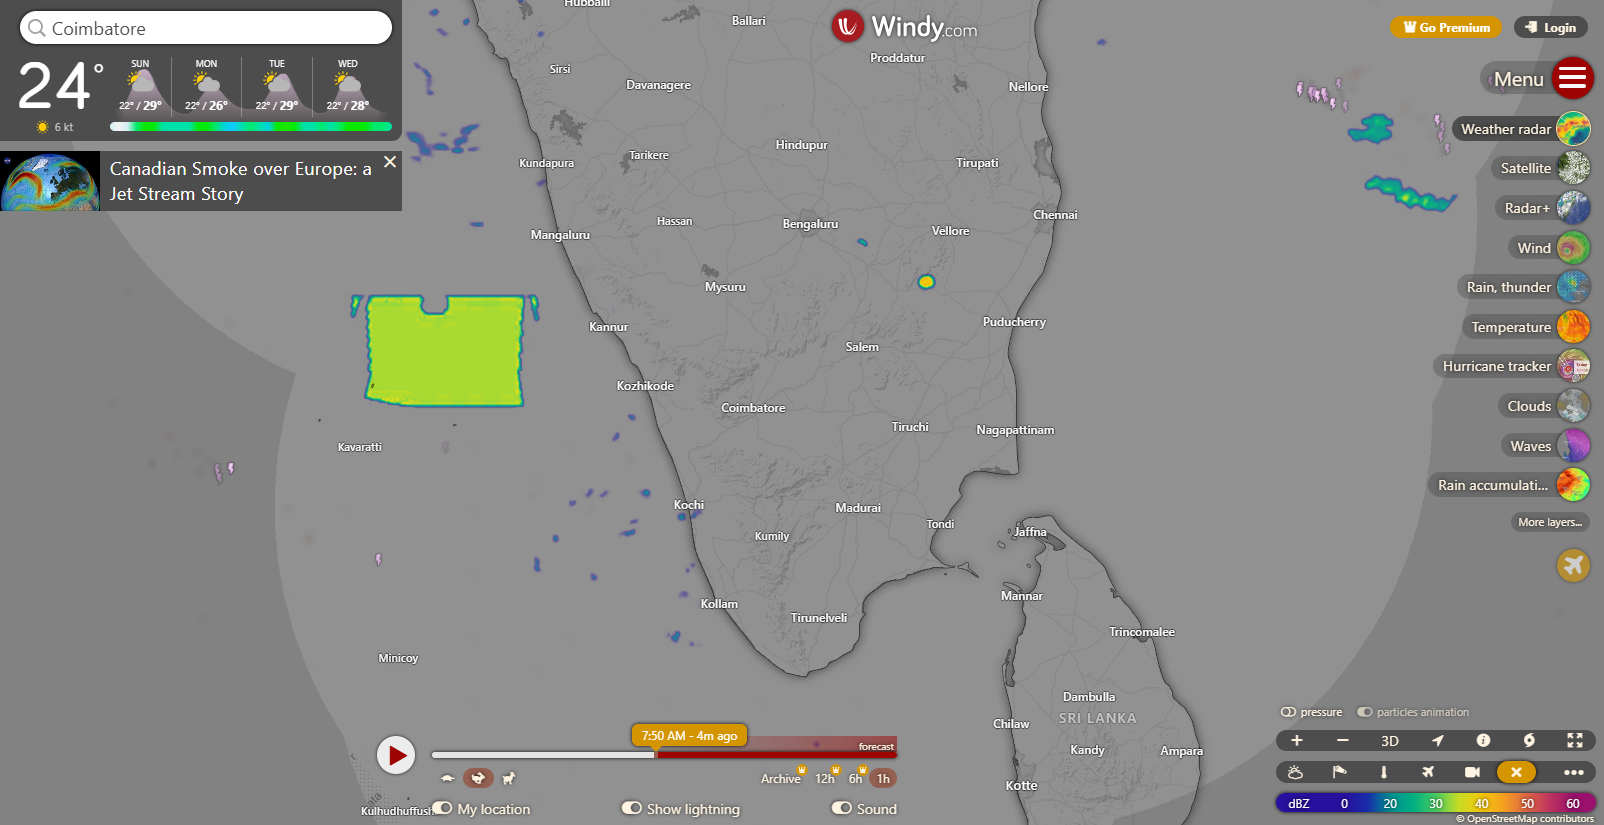 Coimbatore
24°
6 kt
SUN
MON
TUE
WED
22° / 29°
22° / 26°
22° / 29°
22° / 28°
Canadian Smoke over Europe: a
Jet Stream Story
Windy.com
Go Premium
Login
Menu
Weather radar
Satellite
Radar+
Wind
Rain, thunder
Temperature
Hurricane tracker
Clouds
Waves
Rain accumulati...
More layers...
Hubballi
Ballari
Proddatur
Sirsi
Davanagere
Nellore
Hindupur
Kundapura
Tarikere
Tirupati
Hassan
Bengaluru
Chennai
Mangaluru
Vellore
Mysuru
Kannur
Puducherry
Salem
Kozhikode
Coimbatore
Tiruchi
Nagapattinam
Kavaratti
Kochi
Madurai
Tondi
Kumily
Jaffna
Mannar
Kollam
Tirunelveli
Trincomalee
Minicoy
Dambulla
SRI LANKA
Chilaw
Kandy
Ampara
Kotte
Kulhudhuffushi
7:50 AM - 4m ago
forecast
Archive
12h
6h
1h
My location
Show lightning
Sound
pressure
particles animation
3D
dBZ 0 20 30 40 50 60
© OpenStreetMap contributors